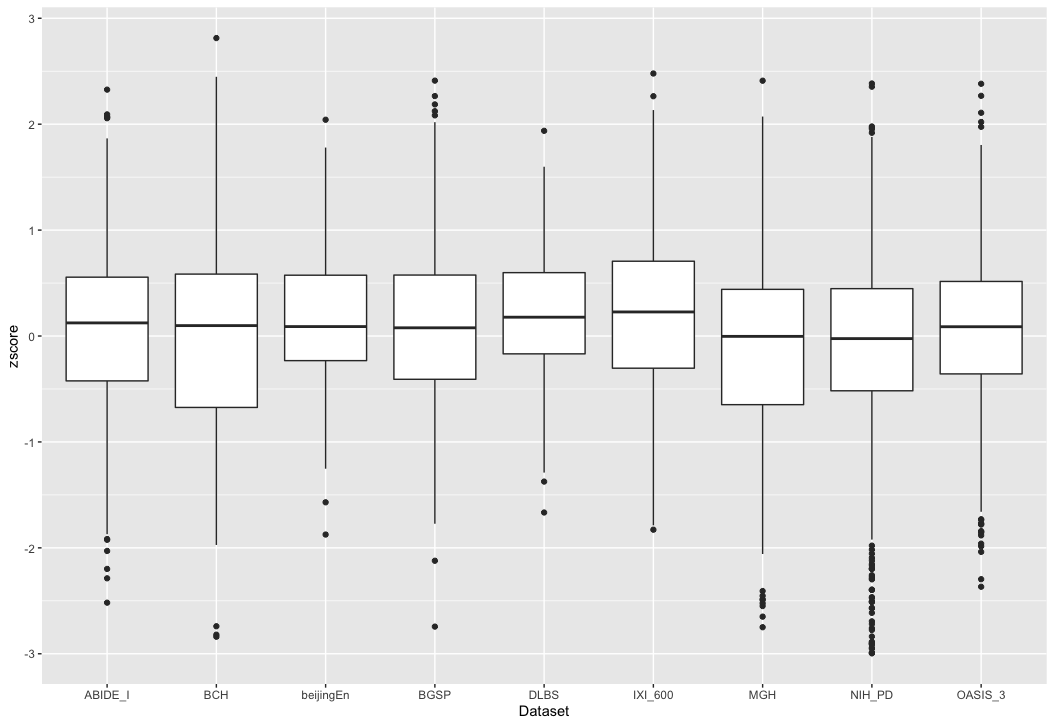 3
2
1
0
-1
-2
-3
zscore
ABIDE_I BCH beijingEn BGSP DLBS IXI_600 MGH NIH_PD OASIS_3
Dataset